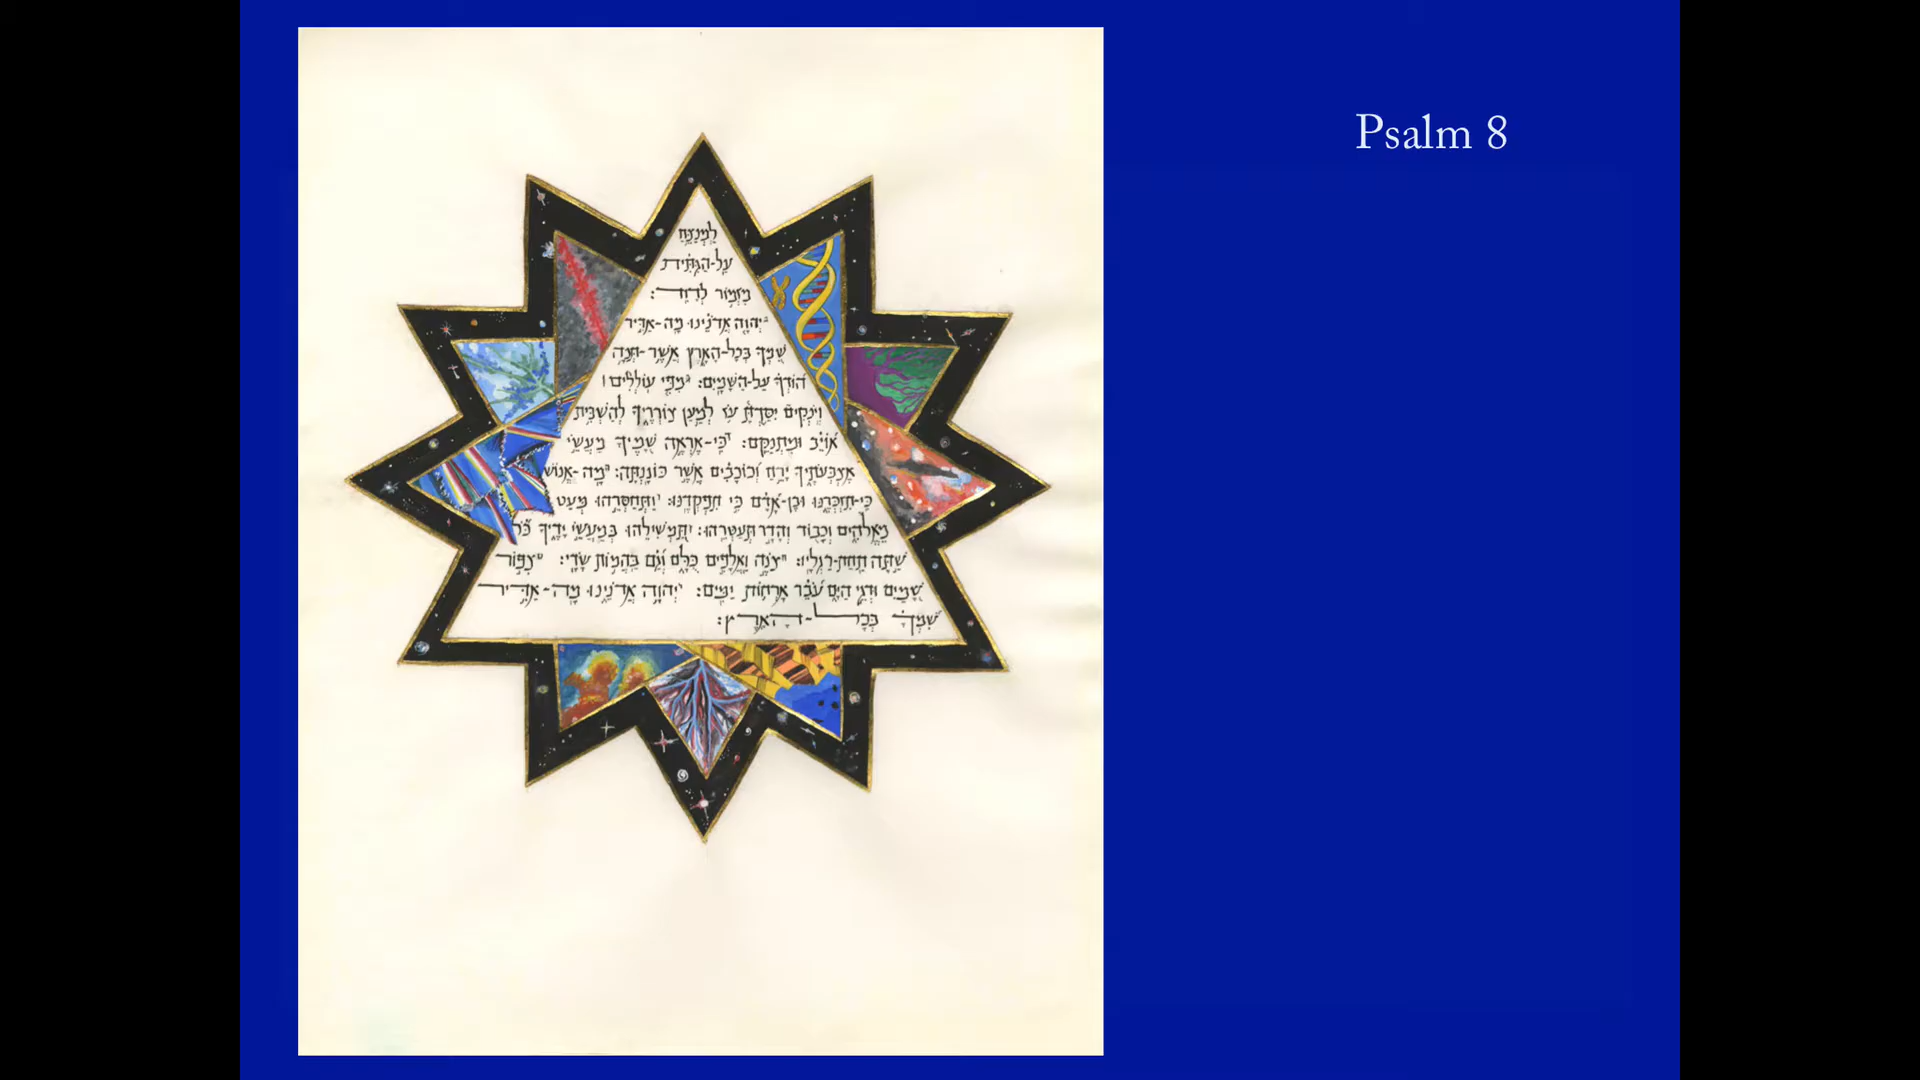 Psalm 8
לַמְנַצֵּחַ
עַל-הַגִּתִּית
מִזְמוֹר לְדָוִד:
ב יְהוָה אֲדֹנֵינוּ מָה-אַדִּיר
שִׁמְךָ בְּכָל-הָאָרֶץ אֲשֶׁר-תְּנָה
הוֹדְךָ עַל-הַשָּׁמָיִם: ג מִפִּי עוֹלְלִים ׀
וְיֹנְקִים יִסַּדְתָּ עֹז לְמַעַן צוֹרְרֶיךָ לְהַשְׁבִּית
אוֹיֵב וּמִתְנַקֵּם: ד כִּי-אֶרְאֶה שָׁמֶיךָ מַעֲשֵׂי
אֶצְבְּעֹתֶיךָ יָרֵחַ וְכוֹכָבִים אֲשֶׁר כּוֹנָנְתָּה: ה מָה-אֱנוֹשׁ
כִּי-תִזְכְּרֶנּוּ וּבֶן-אָדָם כִּי תִפְקְדֶנּוּ: ו וַתְּחַסְּרֵהוּ מְּעַט
מֵאֱלֹהִים וְכָבוֹד וְהָדָר תְּעַטְּרֵהוּ: ז תַּמְשִׁילֵהוּ בְּמַעֲשֵׂי יָדֶיךָ כֹּל
שַׁתָּה תַחַת-רַגְלָיו: ח צֹנֶה וַאֲלָפִים כֻּלָּם וְגַם בַּהֲמוֹת שָׂדָי: ט צִפּוֹר
שָׁמַיִם וּדְגֵי הַיָּם עֹבֵר אָרְחוֹת יַמִּים: י יְהוָה אֲדֹנֵינוּ מָה-אַדִּיר
שִׁמְךָ בְּכָל-הָאָרֶץ: